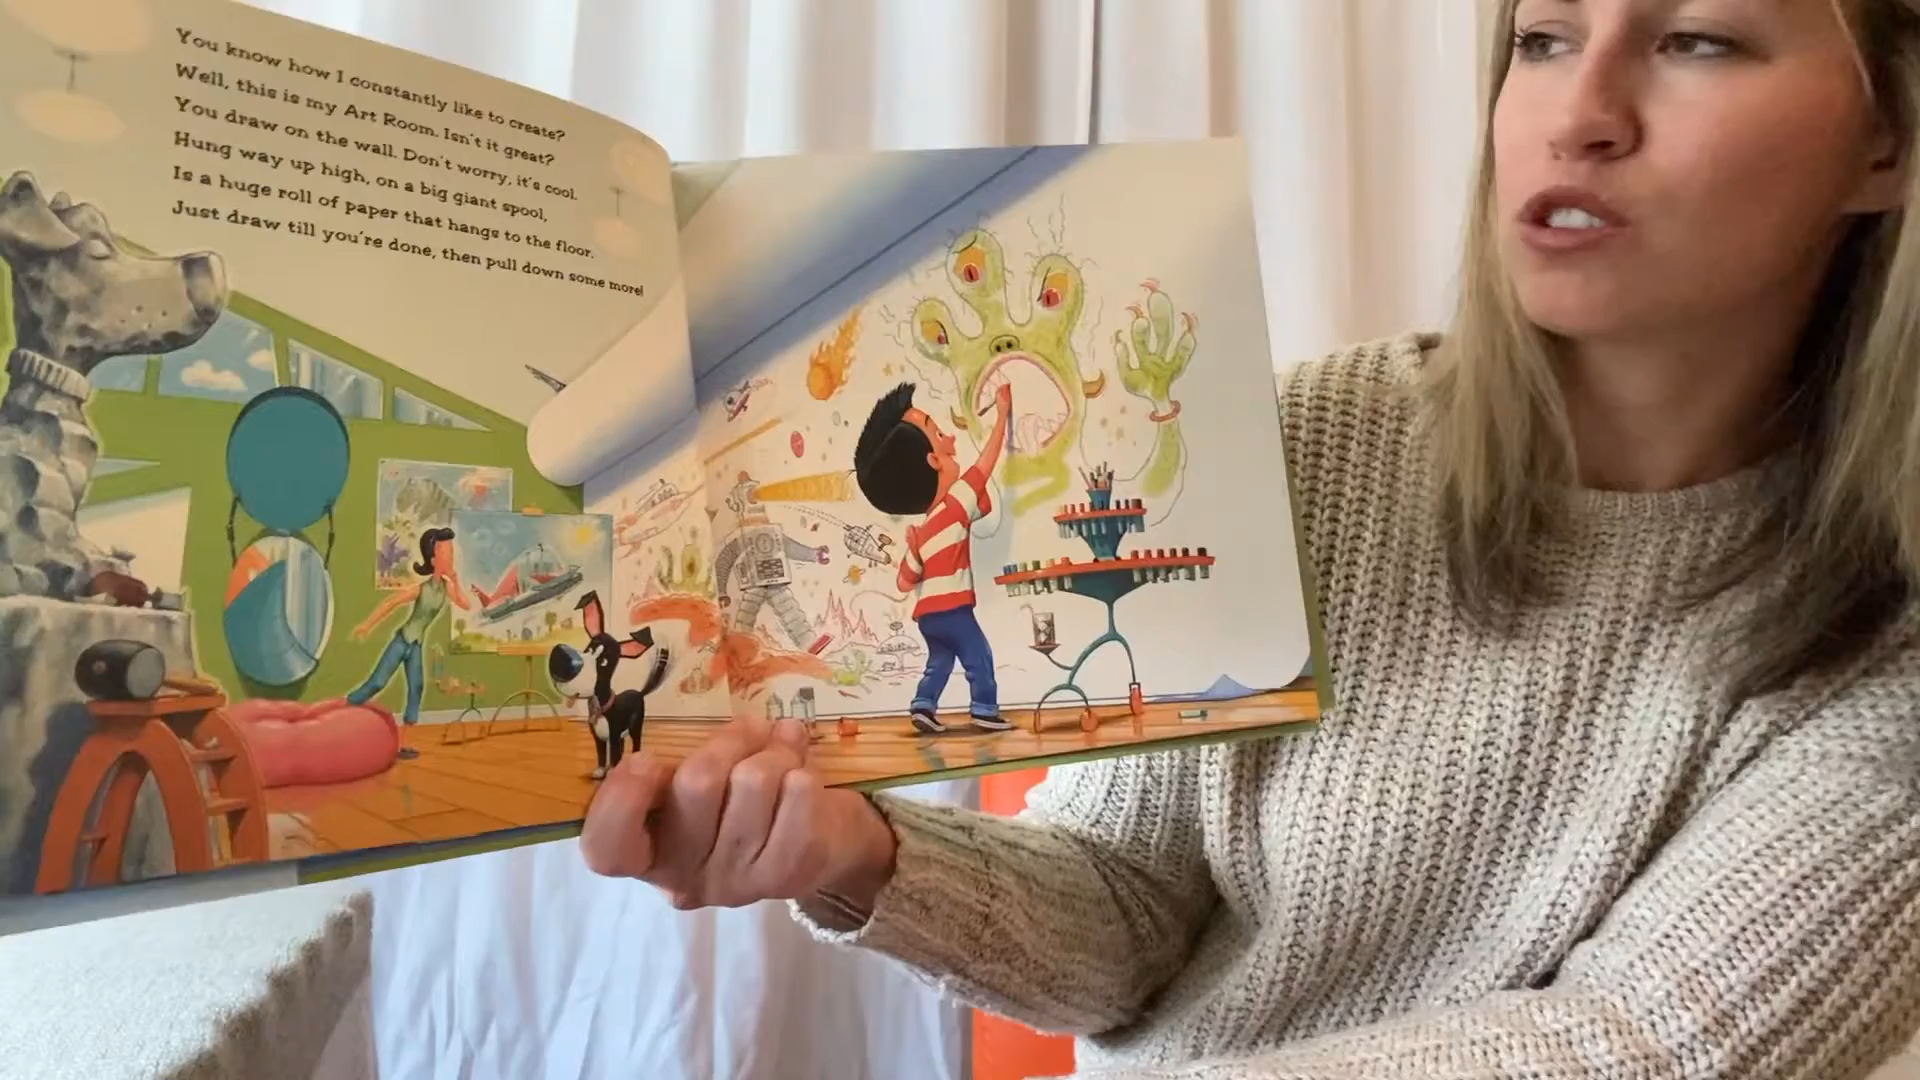 You know how I constantly like to create?
Well, this is my Art Room. Isn't it great?
You draw on the wall. Don't worry, it's cool.
Hung way up high, on a big giant spool,
Is a huge roll of paper that hangs to the floor.
Just draw till you're done, then pull down some more!